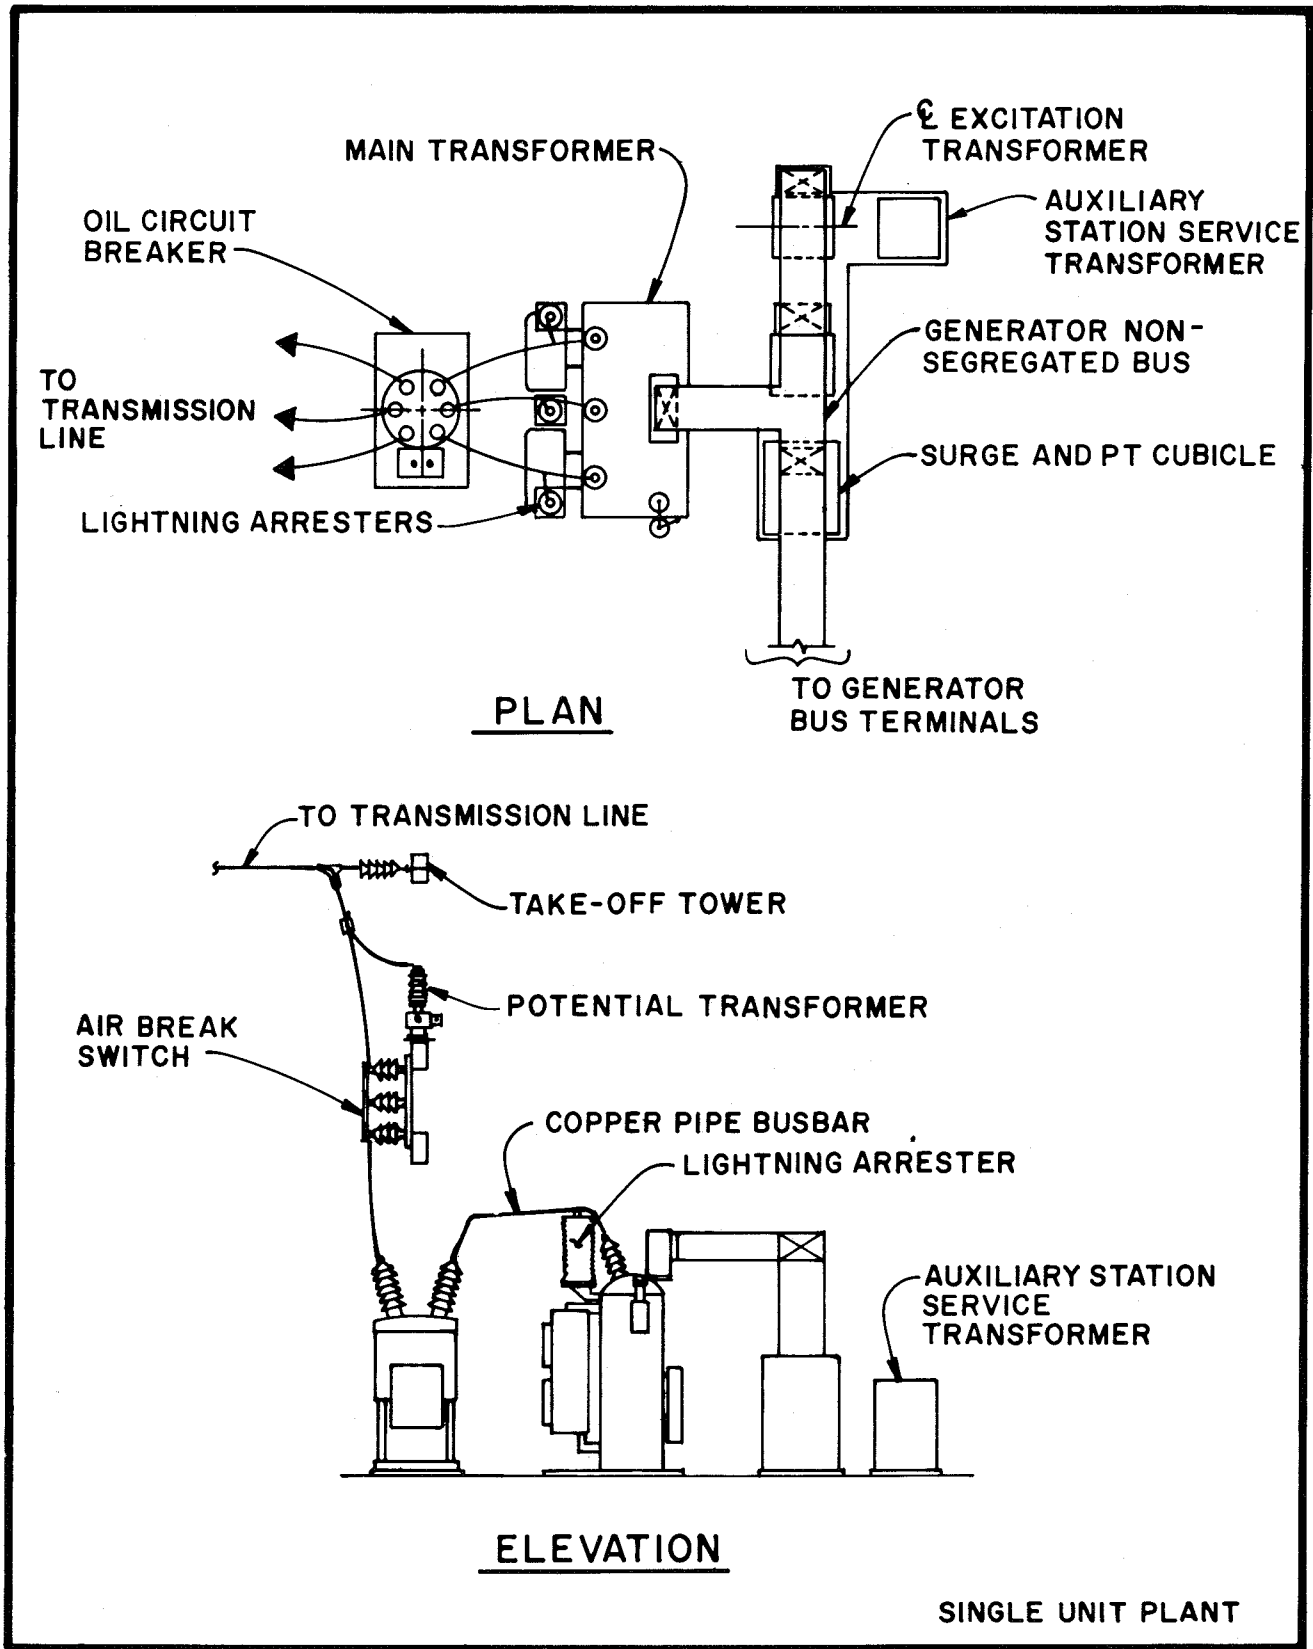 ℄ EXCITATION
TRANSFORMER
MAIN TRANSFORMER
AUXILIARY
STATION SERVICE
TRANSFORMER
OIL CIRCUIT
BREAKER
GENERATOR NON-
SEGREGATED BUS
TO
TRANSMISSION
LINE
SURGE AND PT CUBICLE
LIGHTNING ARRESTERS
TO GENERATOR
BUS TERMINALS
PLAN
TO TRANSMISSION LINE
TAKE-OFF TOWER
POTENTIAL TRANSFORMER
AIR BREAK
SWITCH
COPPER PIPE BUSBAR
LIGHTNING ARRESTER
AUXILIARY STATION
SERVICE
TRANSFORMER
ELEVATION
SINGLE UNIT PLANT